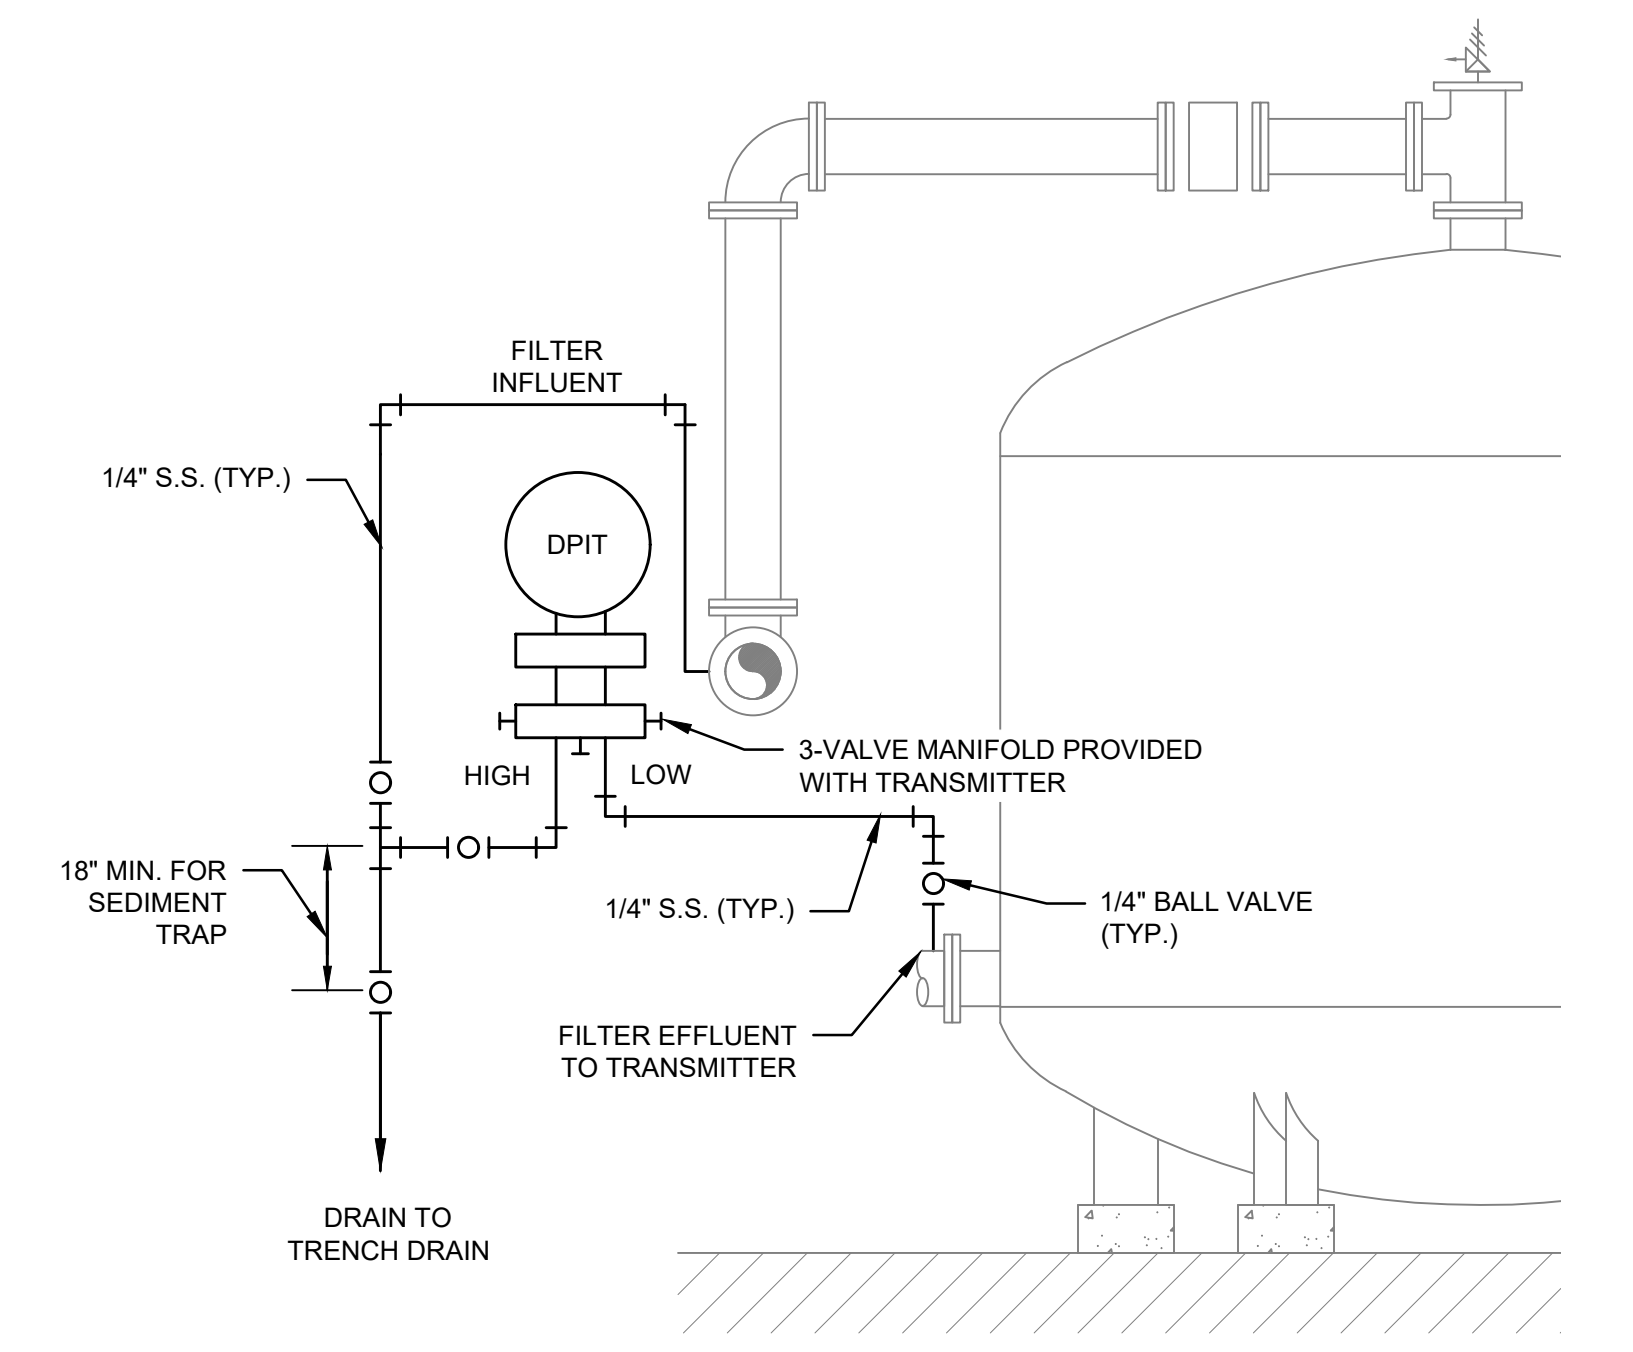 FILTER
INFLUENT
1/4" S.S. (TYP.)
DPIT
3-VALVE MANIFOLD PROVIDED
WITH TRANSMITTER
HIGH
LOW
18" MIN. FOR
SEDIMENT
TRAP
1/4" S.S. (TYP.)
1/4" BALL VALVE
(TYP.)
FILTER EFFLUENT
TO TRANSMITTER
DRAIN TO
TRENCH DRAIN